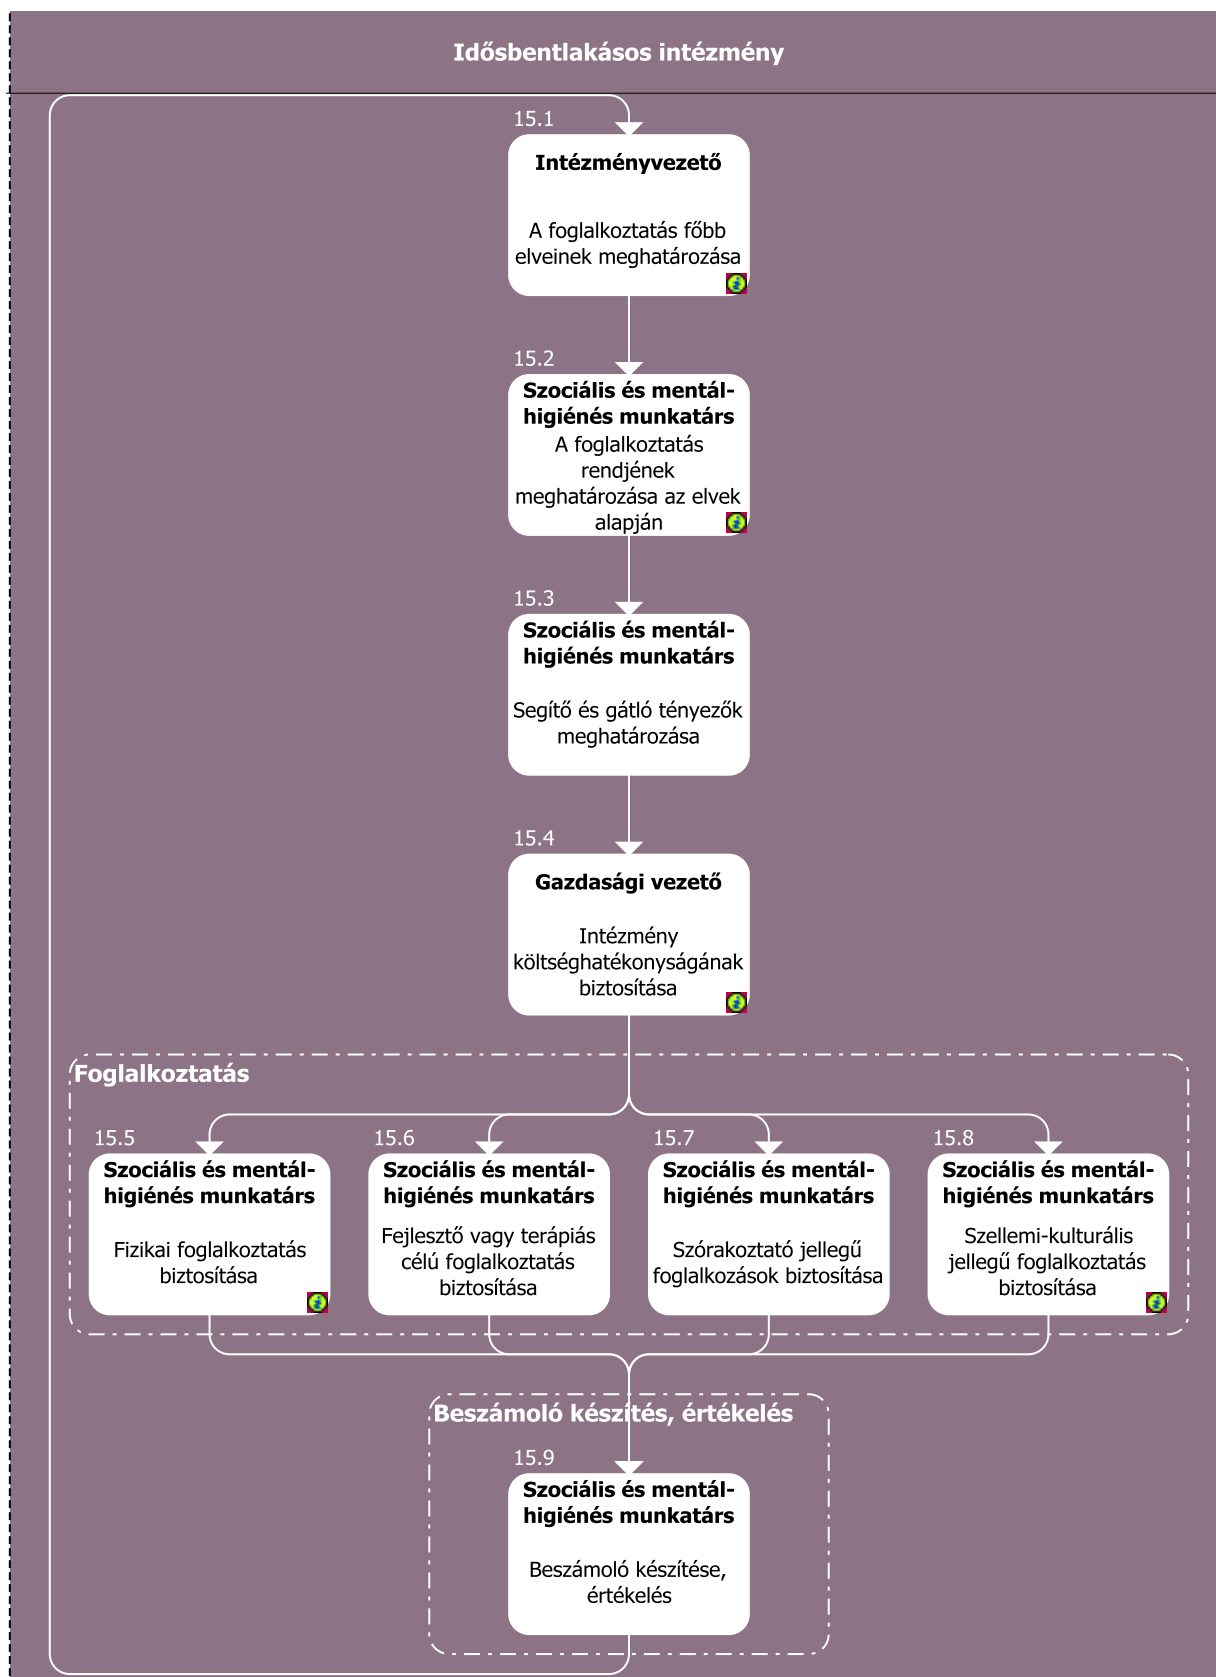 Idősbentlakásos intézmény
15.1
Intézményvezető
A foglalkoztatás főbb
elveinek meghatározása
15.2
Szociális és mentál-
higiénés munkatárs
A foglalkoztatás
rendjének
meghatározása az elvek
alapján
15.3
Szociális és mentál-
higiénés munkatárs
Segítő és gátló tényezők
meghatározása
15.4
Gazdasági vezető
Intézmény
költséghatékonyságának
biztosítása
Foglalkoztatás
15.5
Szociális és mentál-
higiénés munkatárs
Fizikai foglalkoztatás
biztosítása
15.6
Szociális és mentál-
higiénés munkatárs
Fejlesztő vagy terápiás
célú foglalkoztatás
biztosítása
15.7
Szociális és mentál-
higiénés munkatárs
Szórakoztató jellegű
foglalkozások biztosítása
15.8
Szociális és mentál-
higiénés munkatárs
Szellemi-kulturális
jellegű foglalkoztatás
biztosítása
Beszámoló készítés, értékelés
15.9
Szociális és mentál-
higiénés munkatárs
Beszámoló készítése,
értékelés